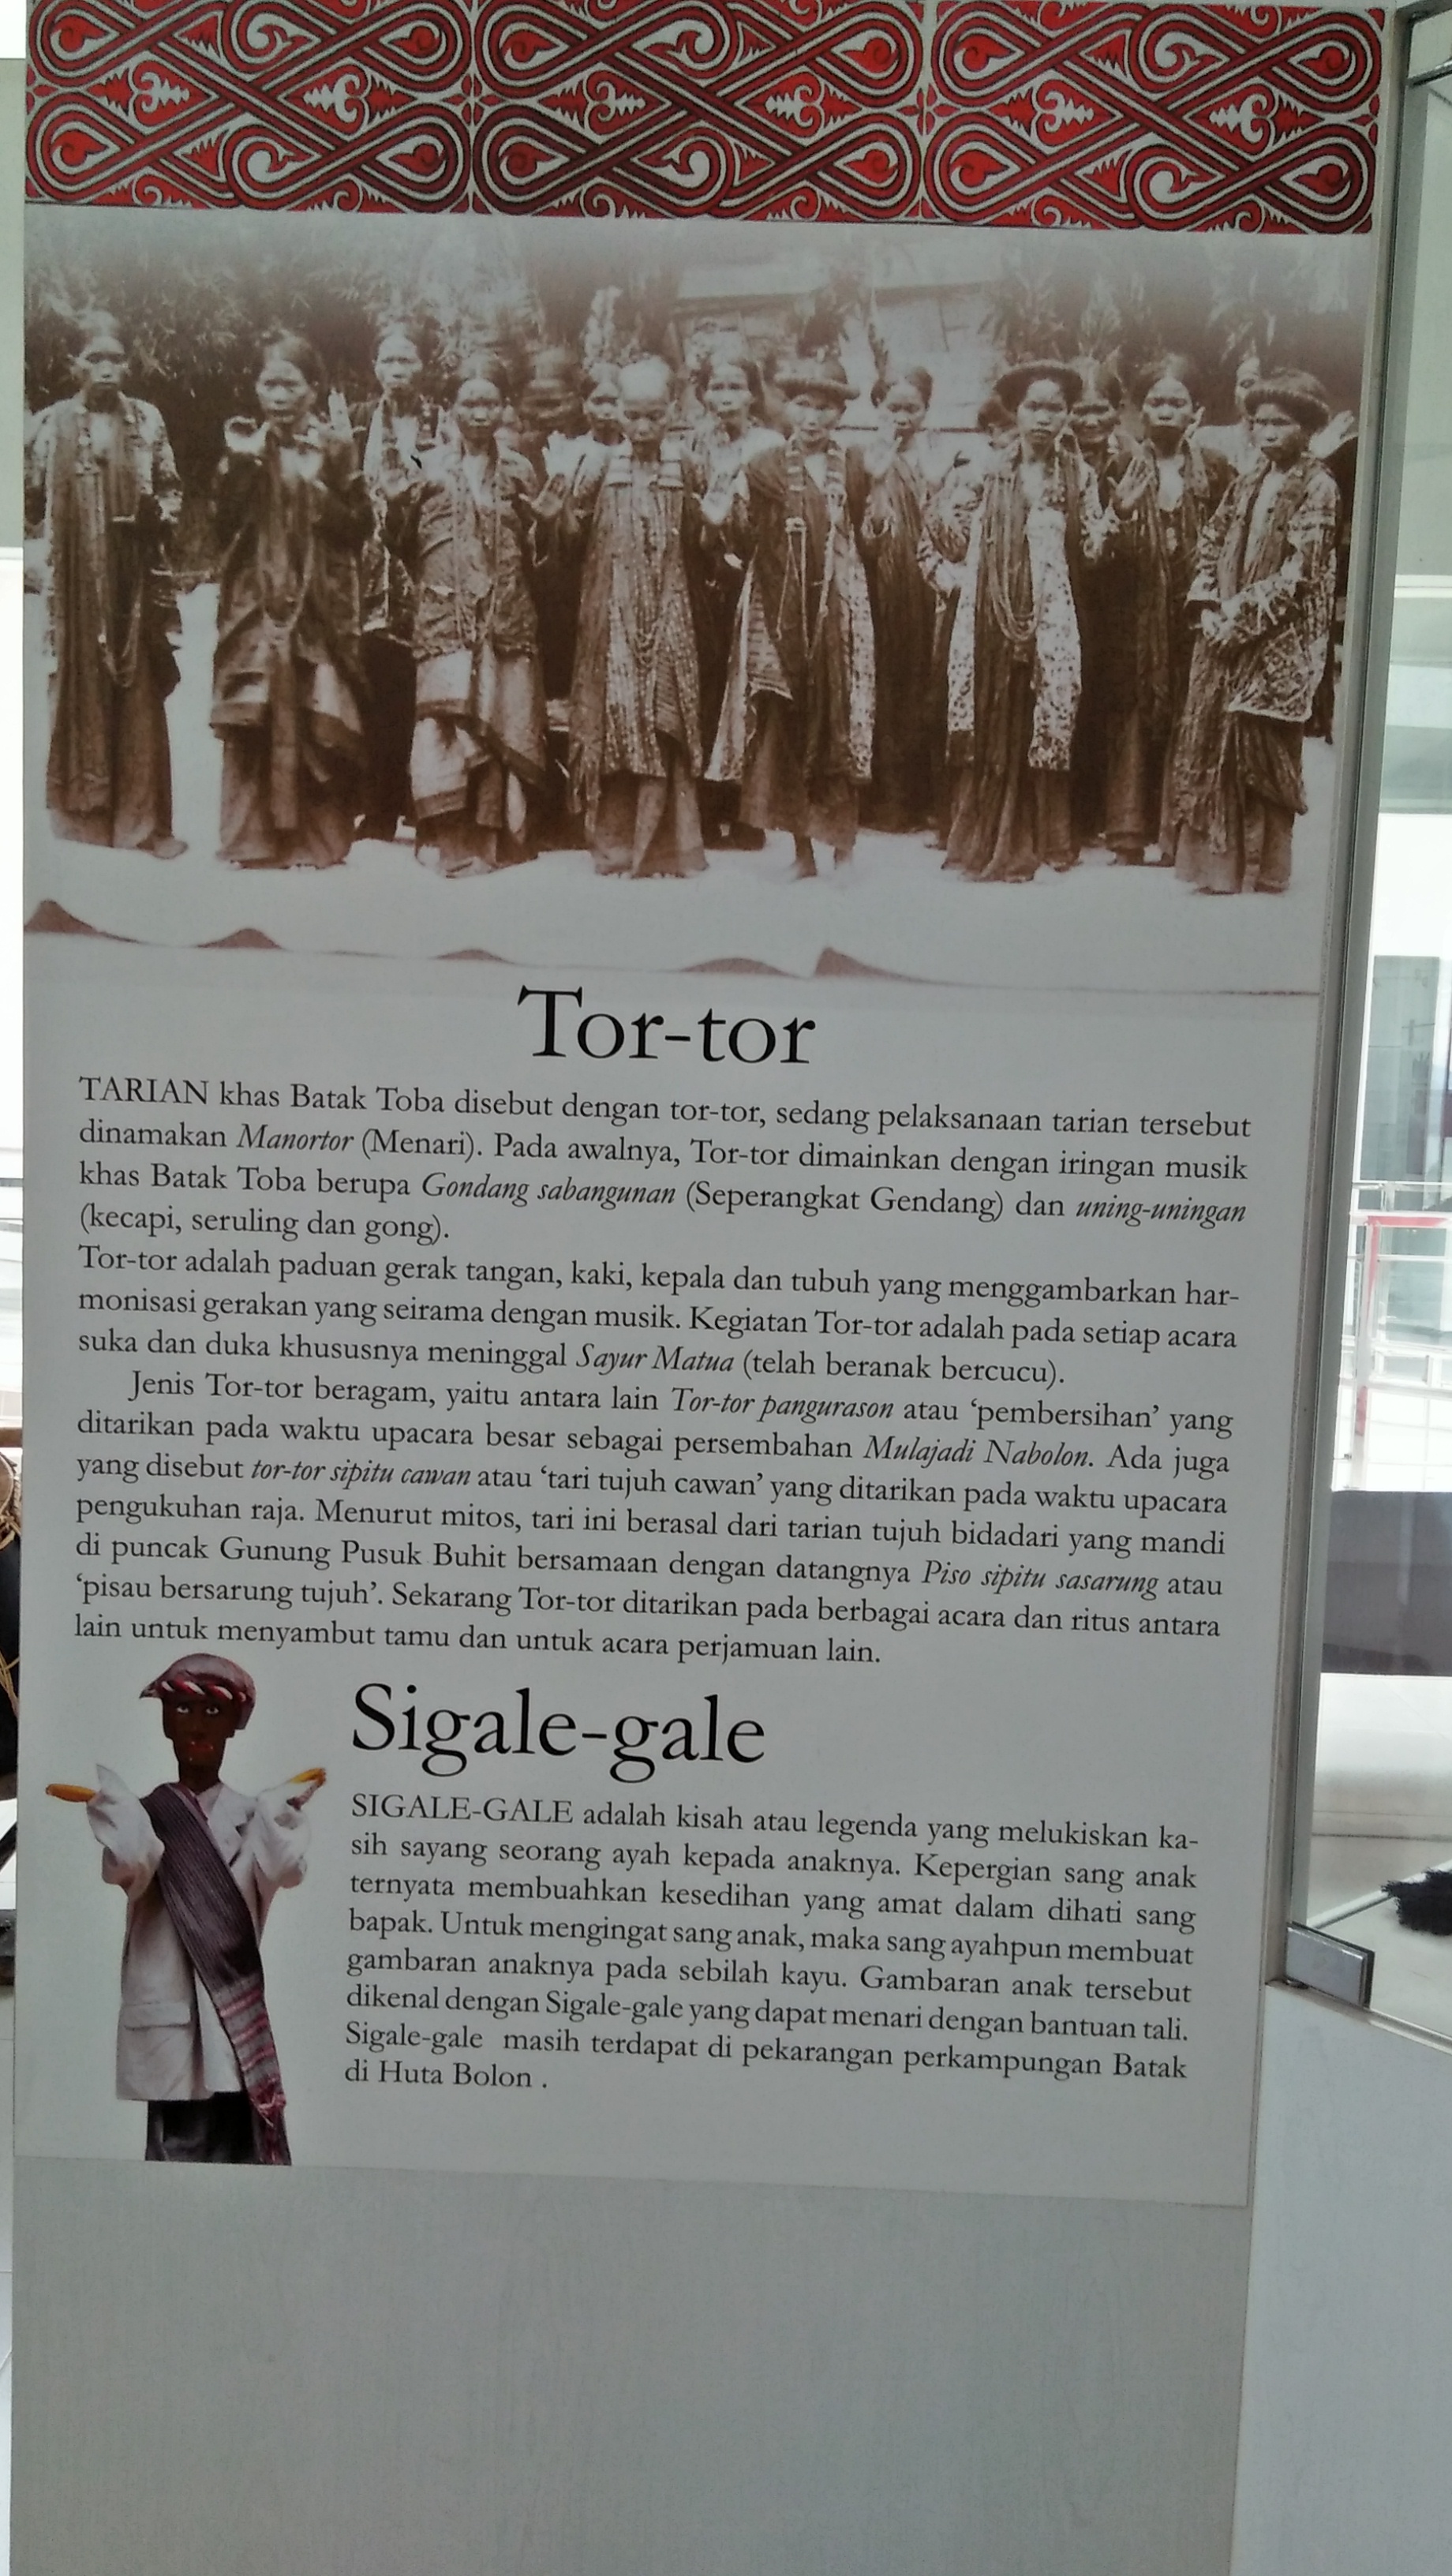 Tor-tor
TARIAN khas Batak Toba disebut dengan tor-tor, sedang pelaksanaan tarian tersebut
dinamakan Manortor (Menari). Pada awalnya, Tor-tor dimainkan dengan iringan musik
khas Batak Toba berupa Gondang sabangunan (Seperangkat Gendang) dan uning-uningan
(kecapi, seruling dan gong).
Tor-tor adalah paduan gerak tangan, kaki, kepala dan tubuh yang menggambarkan har-
monisasi gerakan yang seirama dengan musik. Kegiatan Tor-tor adalah pada setiap acara
suka dan duka khususnya meninggal Sayur Matua (telah beranak bercucu).
Jenis Tor-tor beragam, yaitu antara lain Tor-tor pangurason atau ‘pembersihan’ yang
ditarikan pada waktu upacara besar sebagai persembahan Mulajadi Nabolon. Ada juga
yang disebut tor-tor sipitu cawan atau ‘tari tujuh cawan’ yang ditarikan pada waktu upacara
pengukuhan raja. Menurut mitos, tari ini berasal dari tarian tujuh bidadari yang mandi
di puncak Gunung Pusuk Buhit bersamaan dengan datangnya Piso sipitu sasarung atau
‘pisau bersarung tujuh’. Sekarang Tor-tor ditarikan pada berbagai acara dan ritus antara
lain untuk menyambut tamu dan untuk acara perjamuan lain.
Sigale-gale
SIGALE-GALE adalah kisah atau legenda yang melukiskan ka-
sih sayang seorang ayah kepada anaknya. Kepergian sang anak
ternyata membuahkan kesedihan yang amat dalam dihati sang
bapak. Untuk mengingat sang anak, maka sang ayahpun membuat
gambaran anaknya pada sebilah kayu. Gambaran anak tersebut
dikenal dengan Sigale-gale yang dapat menari dengan bantuan tali.
Sigale-gale masih terdapat di pekarangan perkampungan Batak
di Huta Bolon .